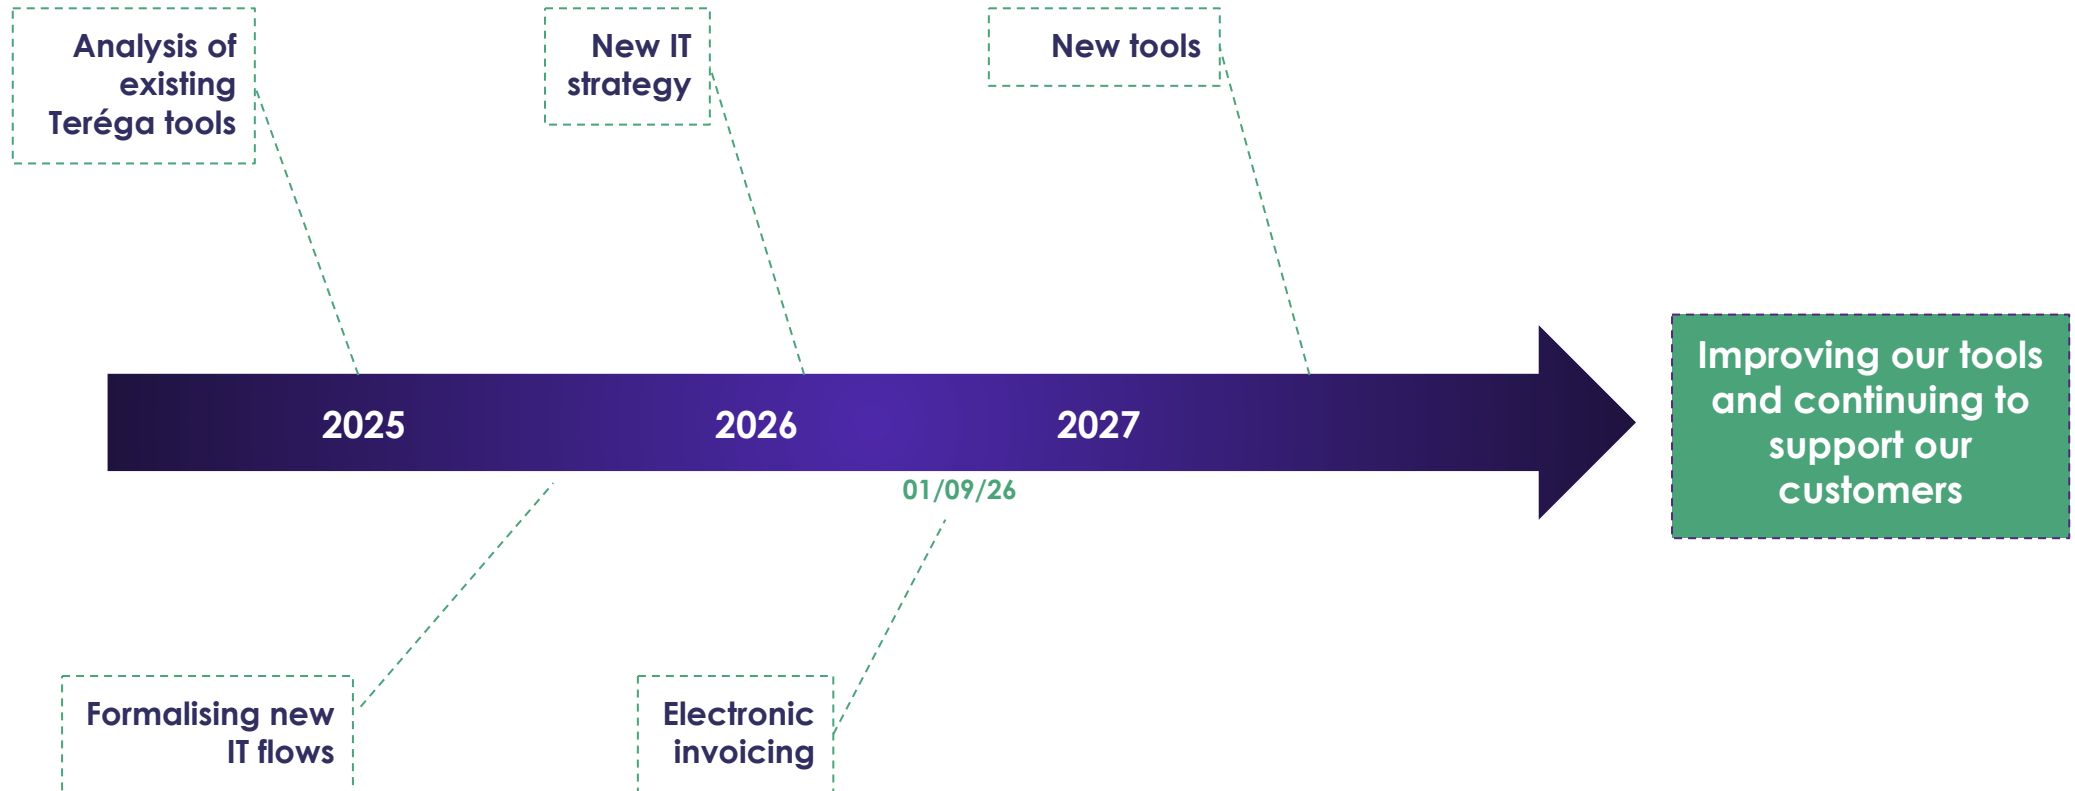 Analysis of
existing
Teréga tools
New IT
strategy
New tools
2025
2026
2027
01/09/26
Improving our tools
and continuing to
support our
customers
Formalising new
IT flows
Electronic
invoicing